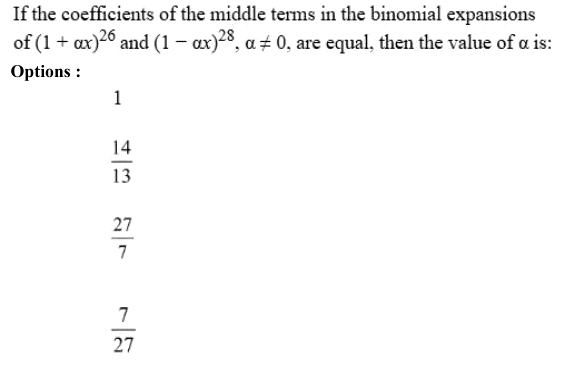 If the coefficients of the middle terms in the binomial expansions
of (1 + αx)²⁶ and (1 − αx)²⁸, α ≠ 0, are equal, then the value of α is:
Options :
1
14
13
27
7
7
27